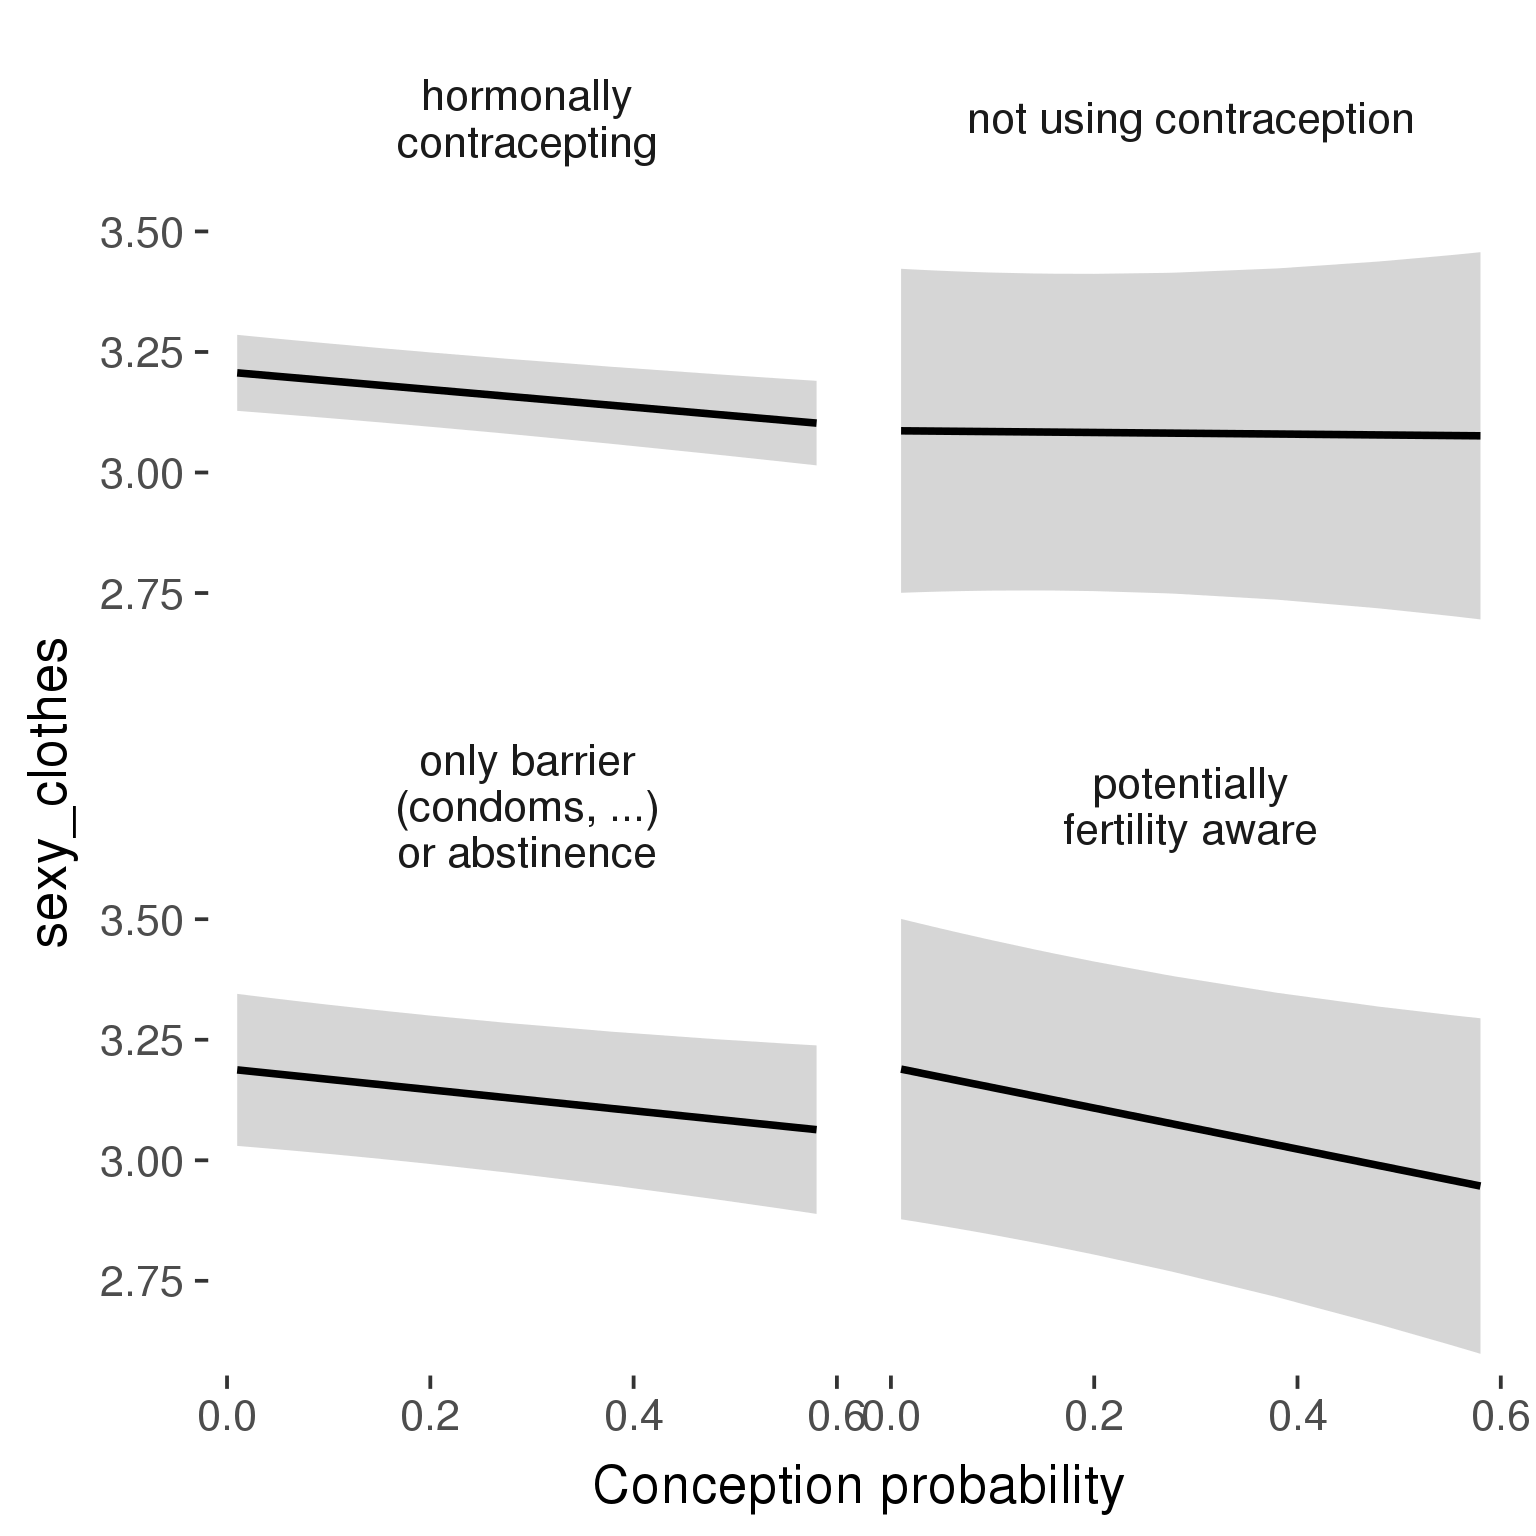 hormonally
contracepting
not using contraception
3.50
3.25
3.00
2.75
sexy_clothes
only barrier
(condoms, ...)
or abstinence
potentially
fertility aware
3.50
3.25
3.00
2.75
0.0 0.2 0.4 0.6 0.0 0.2 0.4 0.6
Conception probability